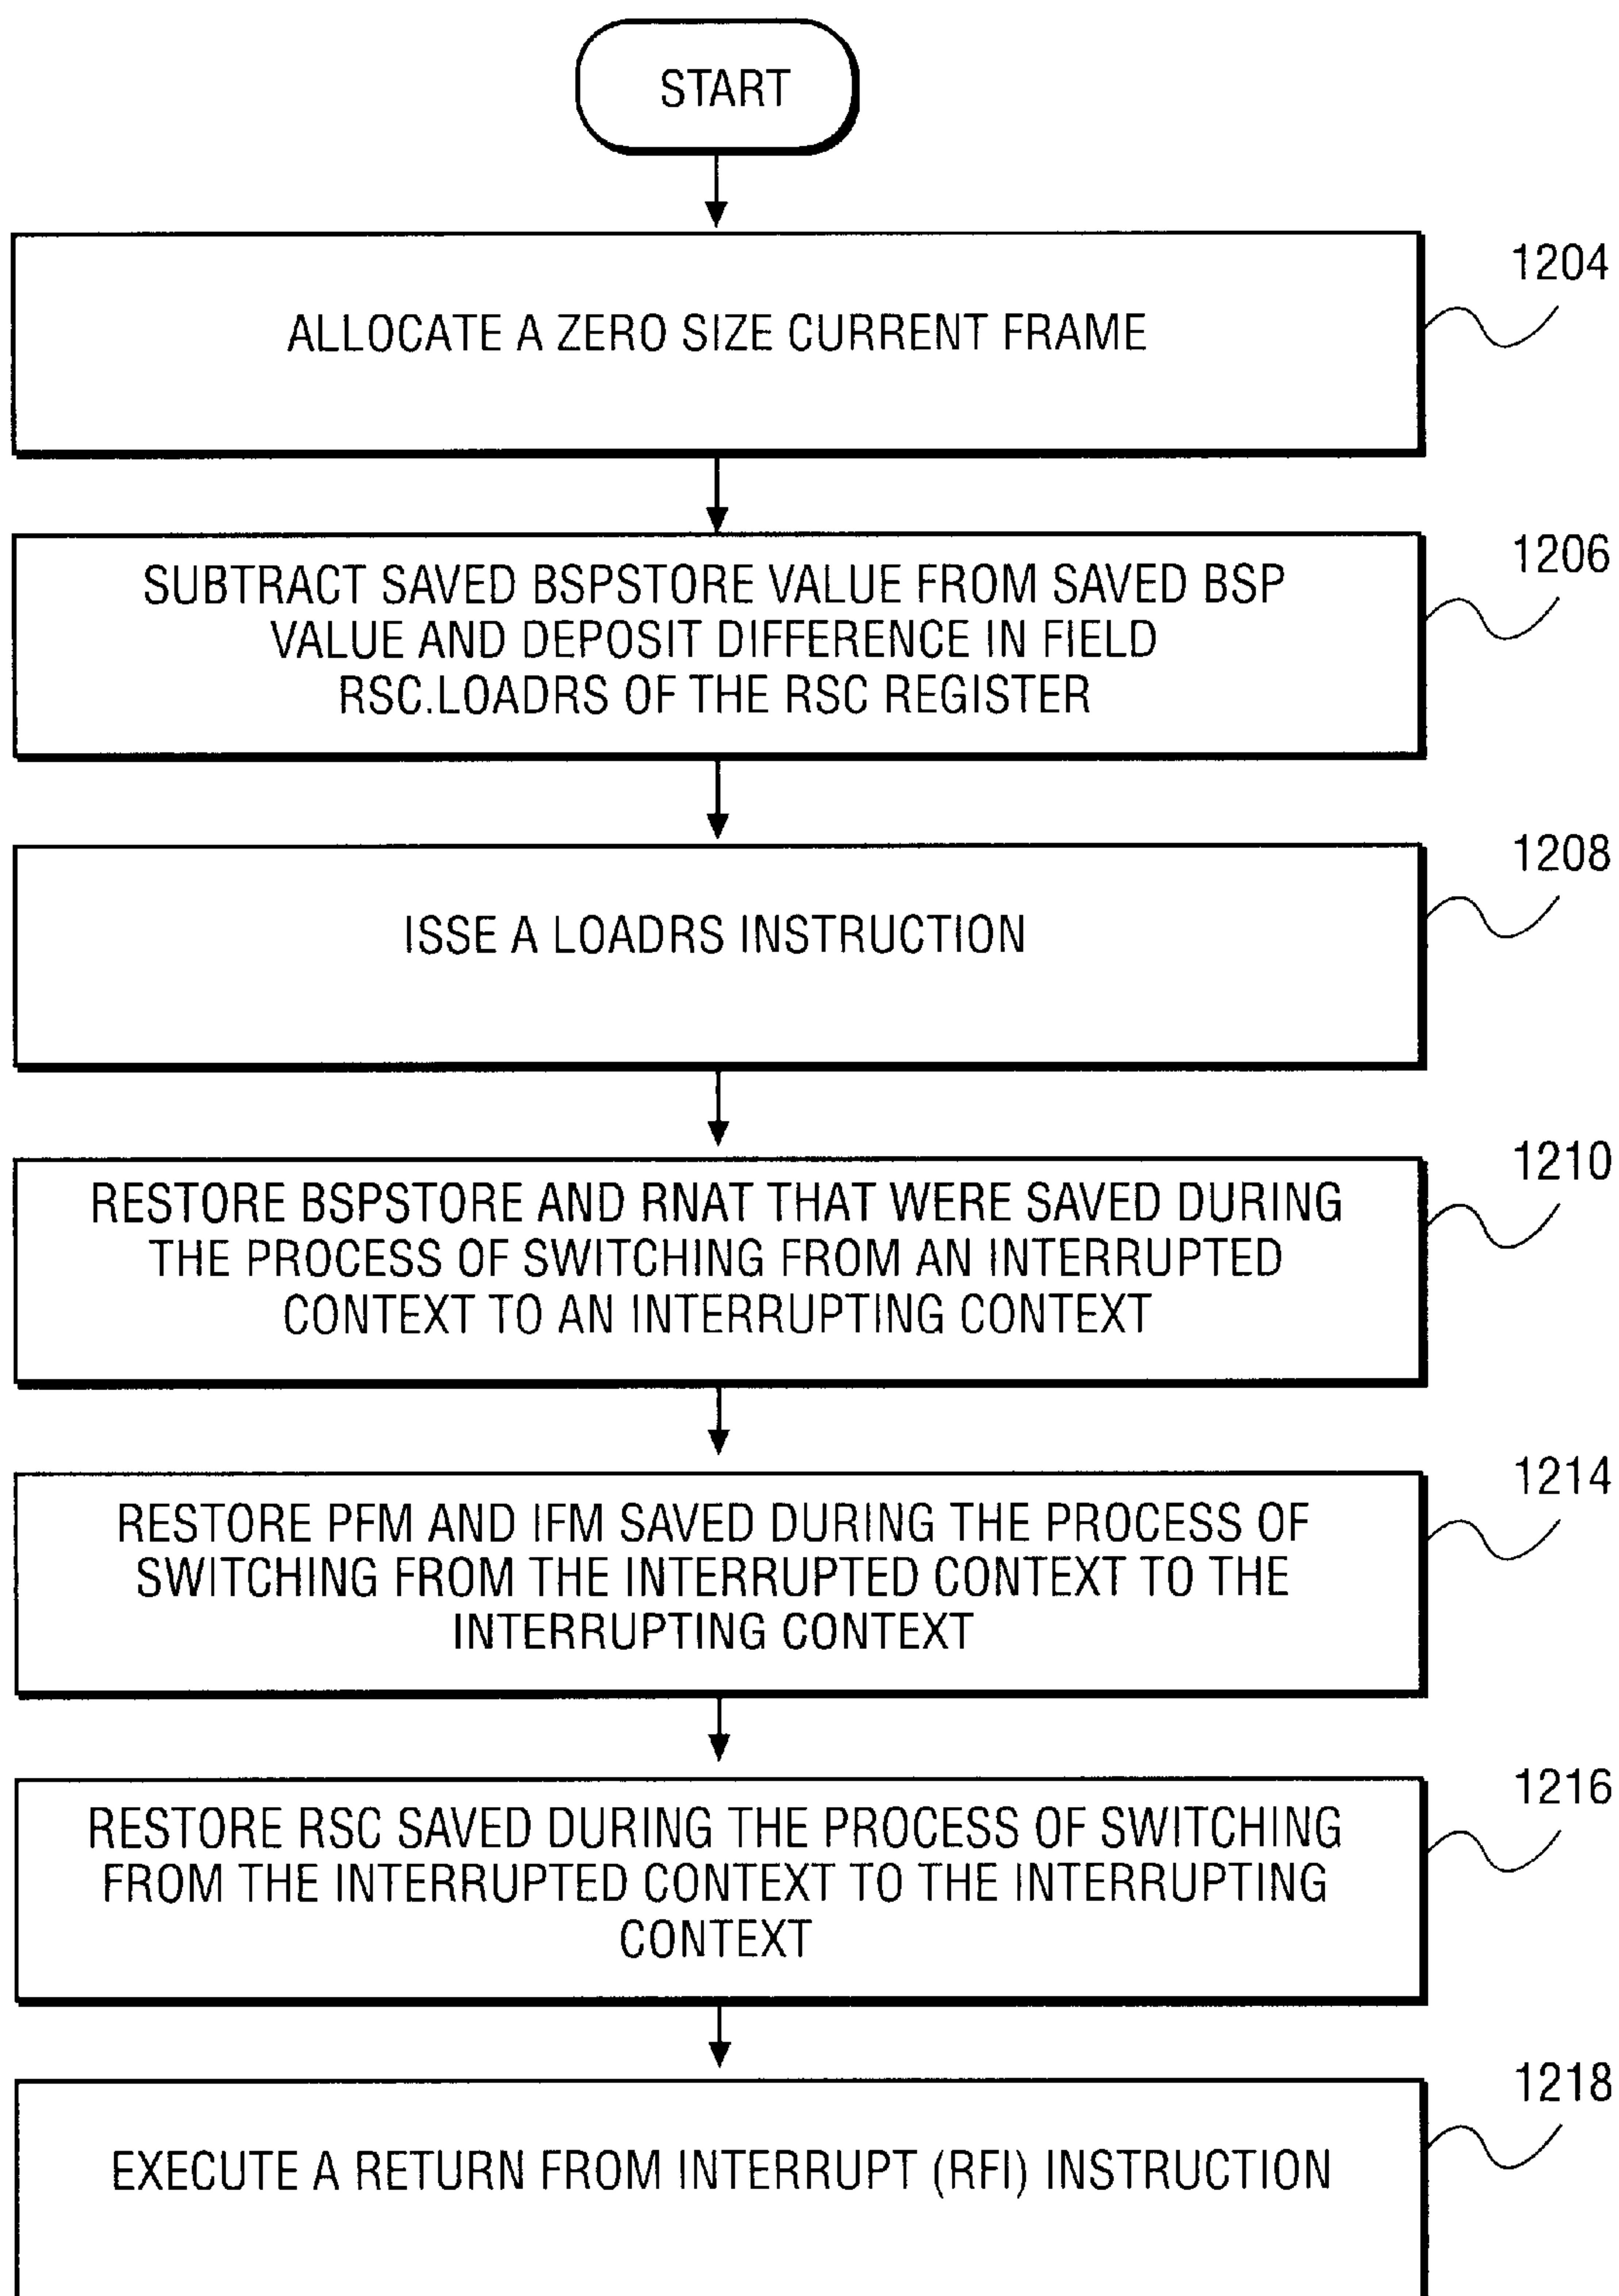 START
1204
ALLOCATE A ZERO SIZE CURRENT FRAME
1206
SUBTRACT SAVED BSPSTORE VALUE FROM SAVED BSP
VALUE AND DEPOSIT DIFFERENCE IN FIELD
RSC.LOADRS OF THE RSC REGISTER
1208
ISSE A LOADRS INSTRUCTION
1210
RESTORE BSPSTORE AND RNAT THAT WERE SAVED DURING
THE PROCESS OF SWITCHING FROM AN INTERRUPTED
CONTEXT TO AN INTERRUPTING CONTEXT
1214
RESTORE PFM AND IFM SAVED DURING THE PROCESS OF
SWITCHING FROM THE INTERRUPTED CONTEXT TO THE
INTERRUPTING CONTEXT
1216
RESTORE RSC SAVED DURING THE PROCESS OF SWITCHING
FROM THE INTERRUPTED CONTEXT TO THE INTERRUPTING
CONTEXT
1218
EXECUTE A RETURN FROM INTERRUPT (RFI) INSTRUCTION